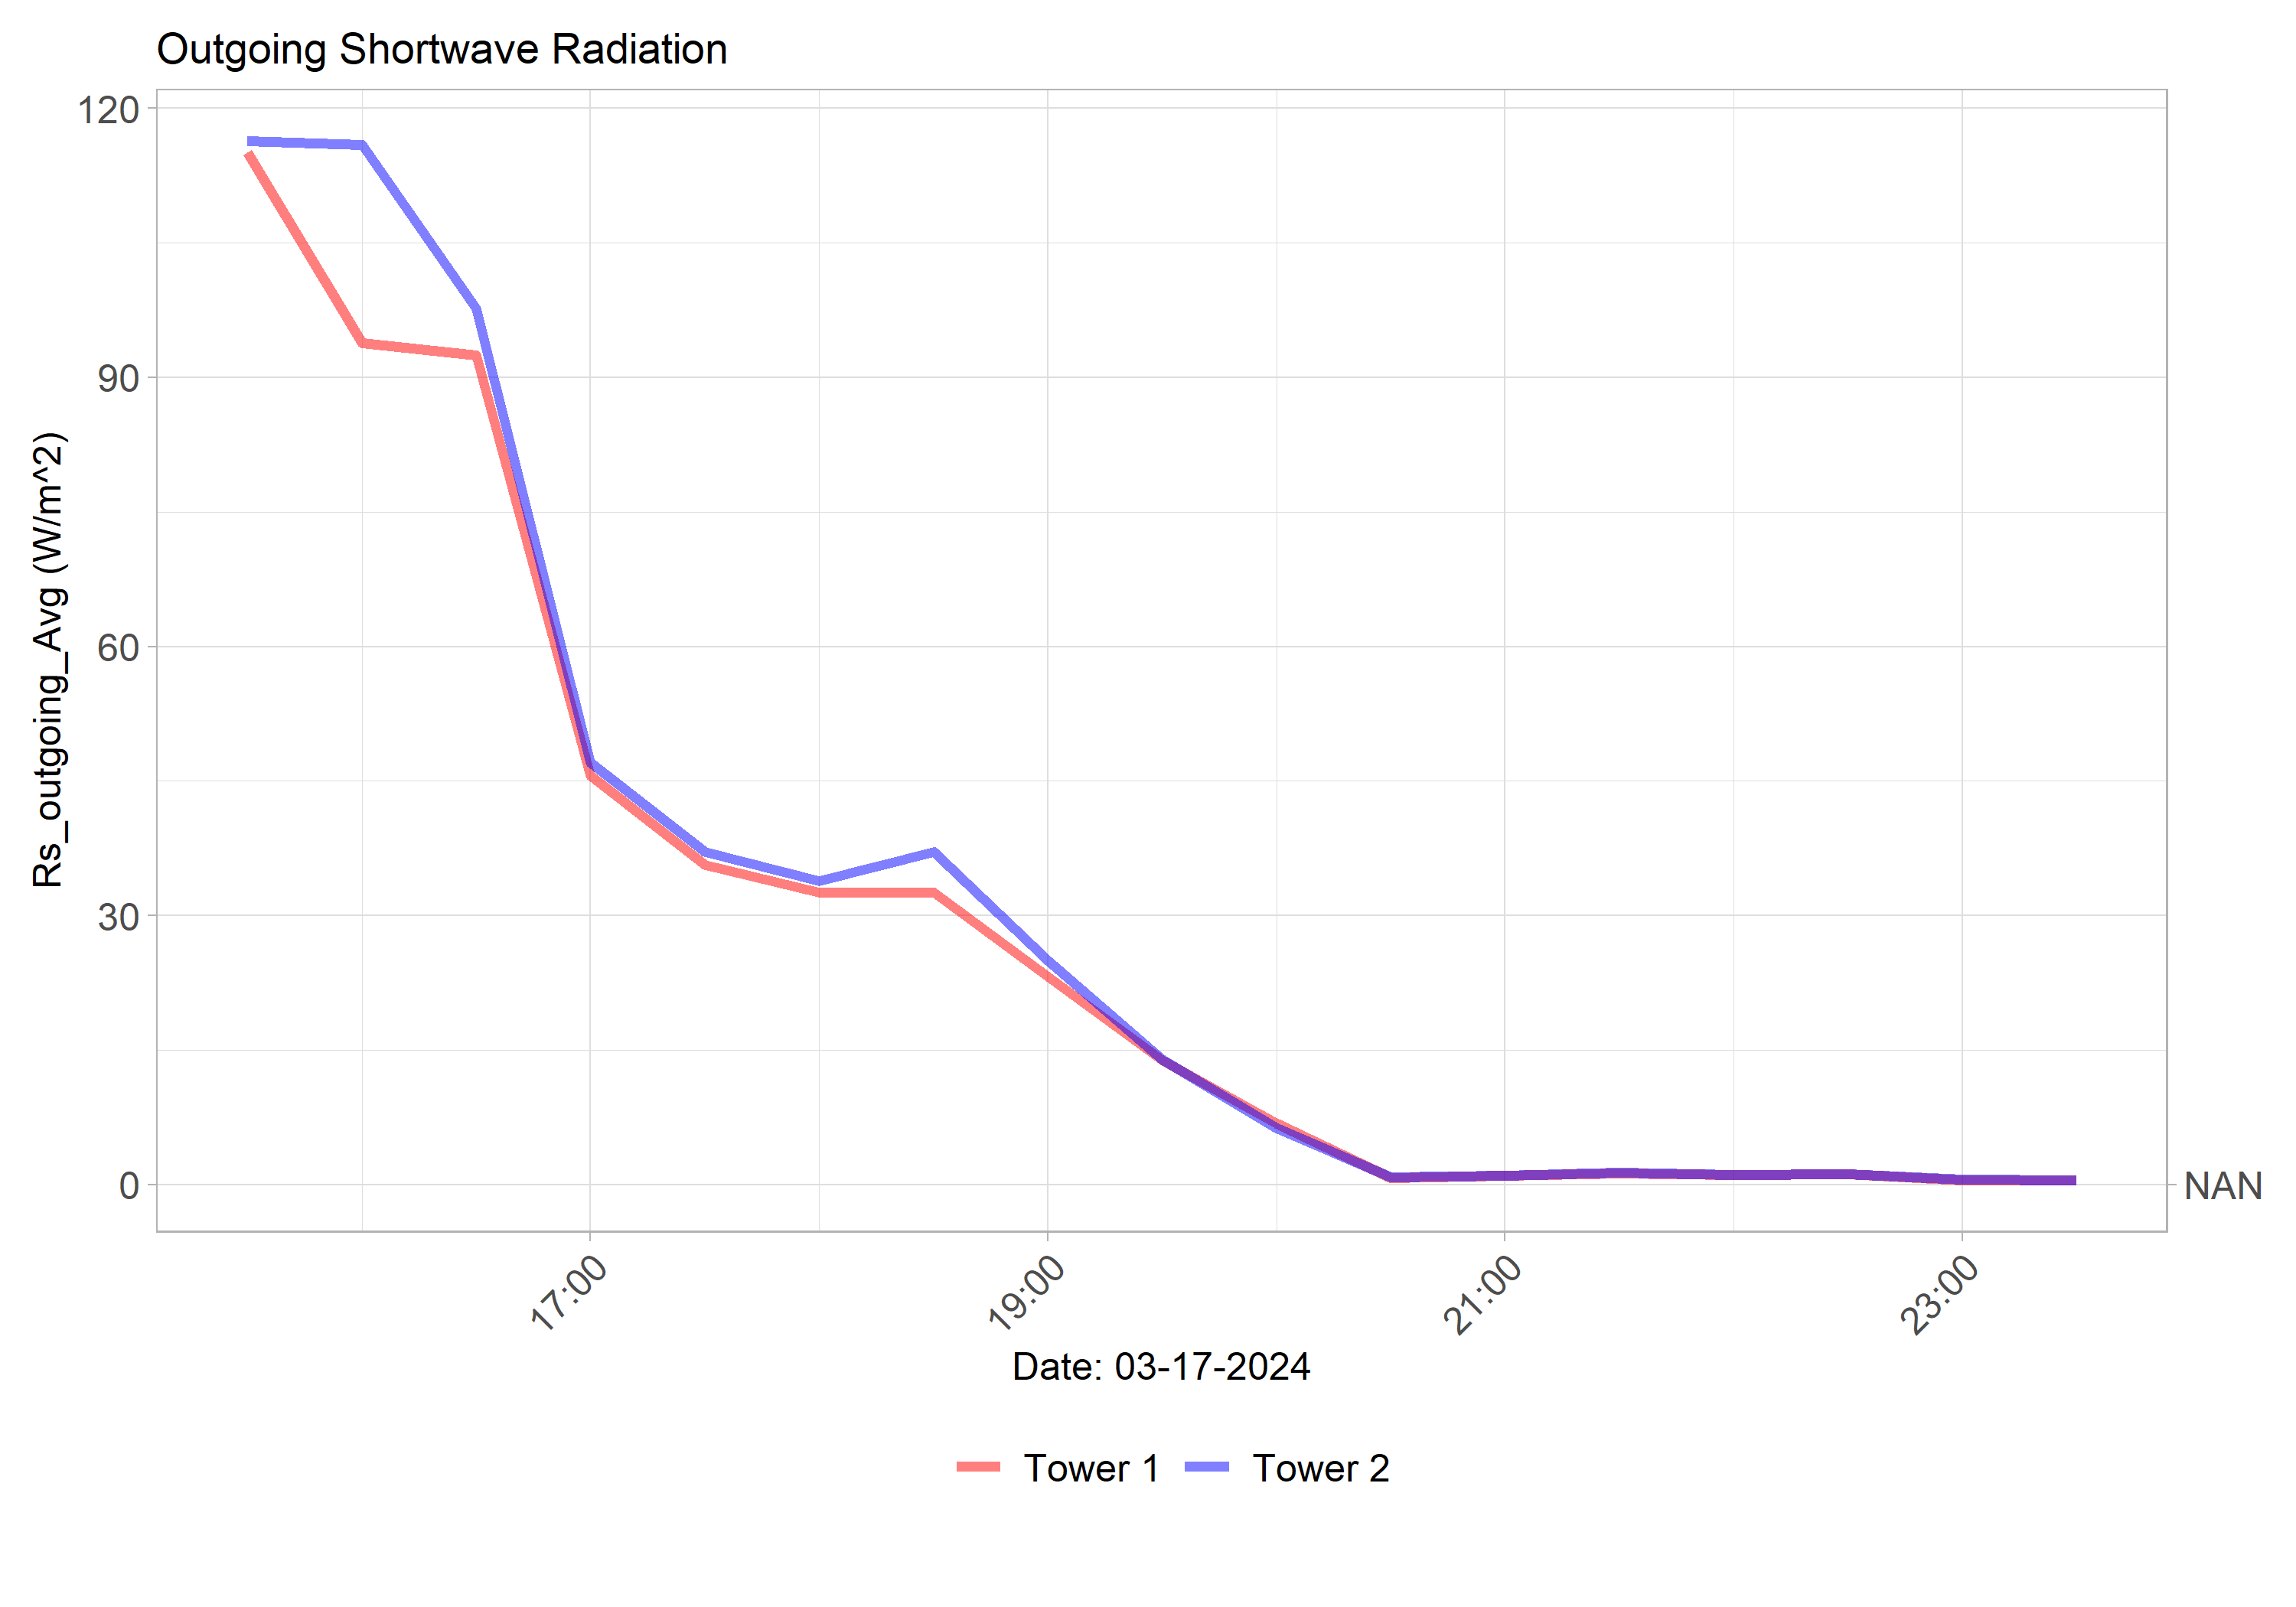 Outgoing Shortwave Radiation
Rs_outgoing_Avg (W/m^2)
120
90
60
30
0
NAN
17:00
19:00
21:00
23:00
Date: 03-17-2024
Tower 1
Tower 2